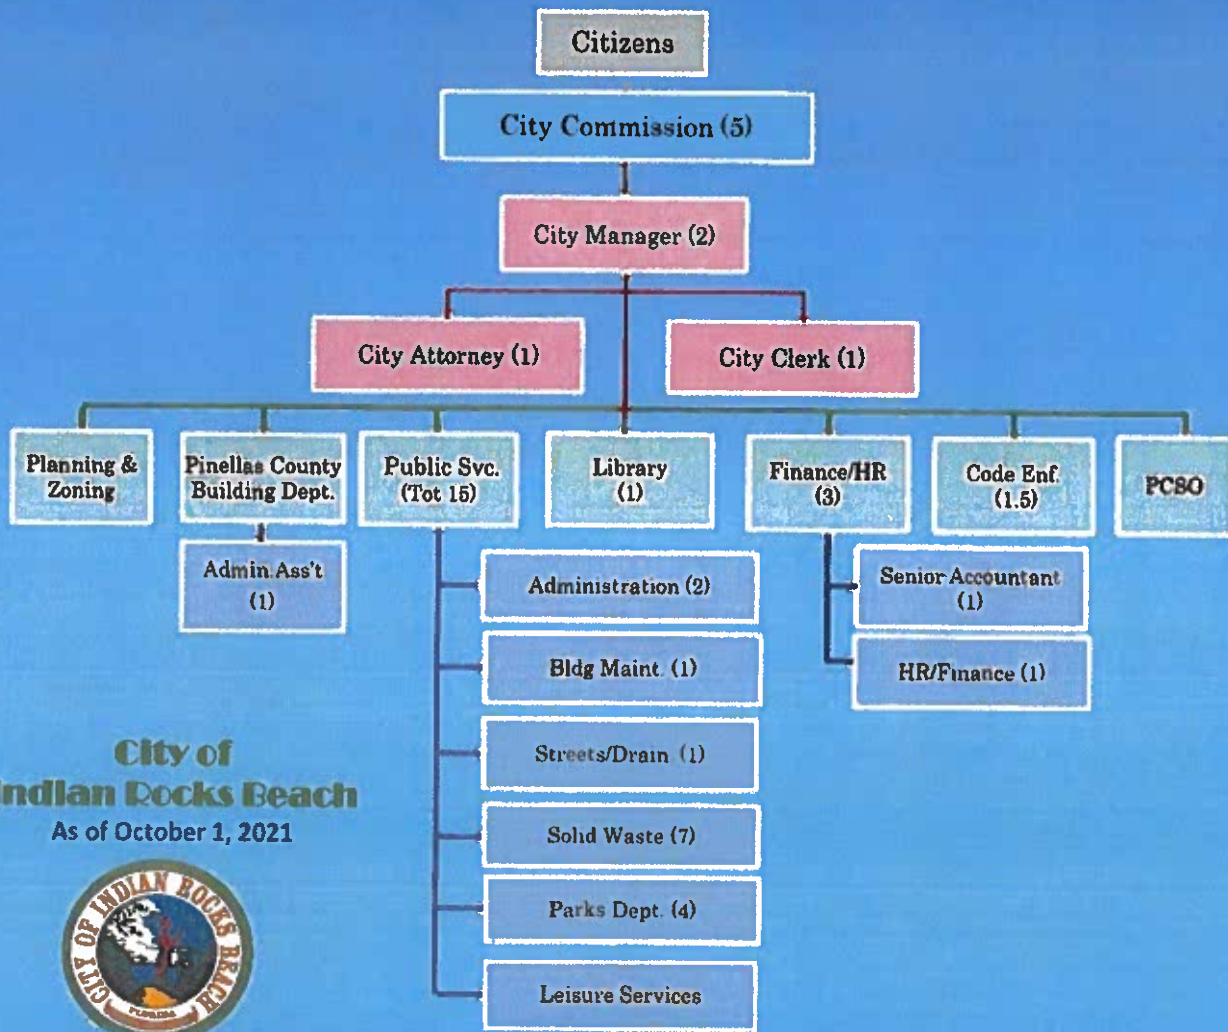 Citizens
City Commission (5)
City Manager (2)
City Attorney (1)
City Clerk (1)
Planning &
Zoning
Pinellas County
Building Dept.
Public Svc.
(Tot 15)
Library
(1)
Finance/HR
(3)
Code Enf.
(1.5)
PCSO
Admin Ass't
(1)
Administration (2)
Bldg Maint. (1)
Streets/Drain (1)
Solid Waste (7)
Parks Dept. (4)
Leisure Services
Senior Accountant
(1)
HR/Finance (1)
City of
Indian Rocks Beach
As of October 1, 2021
CITY OF INDIAN ROCKS BEACH
FLORIDA